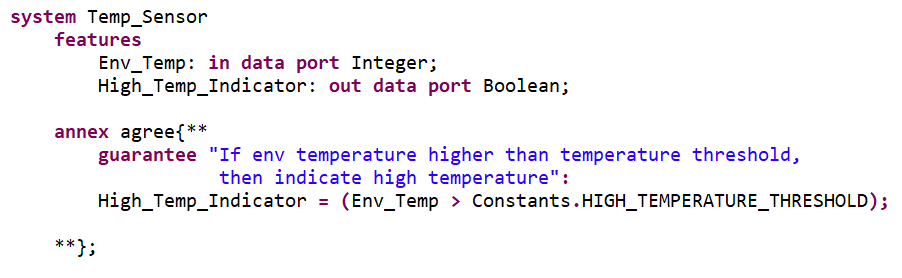 system Temp_Sensor
features
Env_Temp: in data port Integer;
High_Temp_Indicator: out data port Boolean;
annex agree{**
guarantee "If env temperature higher than temperature threshold,
then indicate high temperature":
High_Temp_Indicator = (Env_Temp > Constants.HIGH_TEMPERATURE_THRESHOLD);
**};